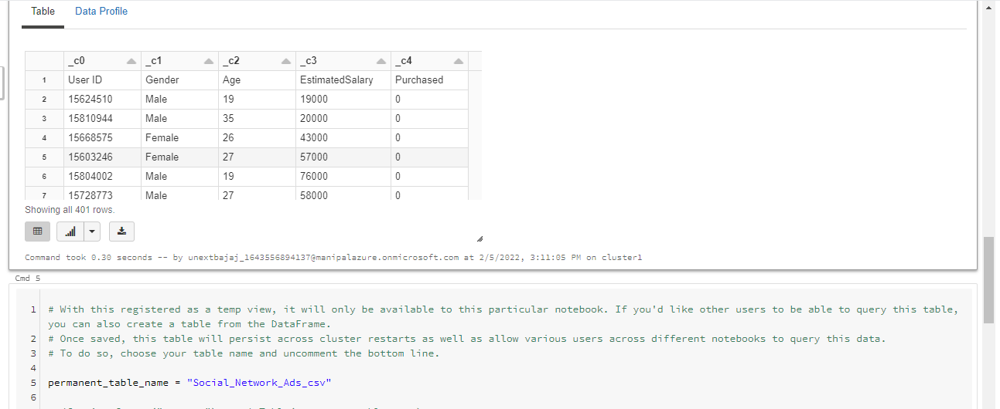 Table Data Profile
_c0 _c1 _c2 _c3 _c4
1 User ID Gender Age EstimatedSalary Purchased
2 15624510 Male 19 19000 0
3 15810944 Male 35 20000 0
4 15668575 Female 26 43000 0
5 15603246 Female 27 57000 0
6 15804002 Male 19 76000 0
7 15728773 Male 27 58000 0
Showing all 401 rows.
Command took 0.30 seconds -- by unextbajaj_1643556894137@manipalazure.onmicrosoft.com at 2/5/2022, 3:11:05 PM on cluster1
Cmd 5
1 # With this registered as a temp view, it will only be available to this particular notebook. If you'd like other users to be able to query this table,
you can also create a table from the DataFrame.
2 # Once saved, this table will persist across cluster restarts as well as allow various users across different notebooks to query this data.
3 # To do so, choose your table name and uncomment the bottom line.
4
5 permanent_table_name = "Social_Network_Ads_csv"
6